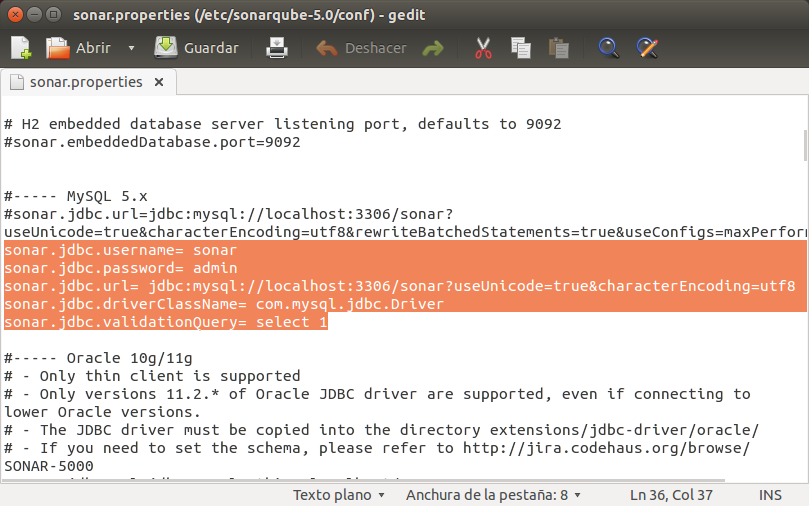 sonar.properties (/etc/sonarqube-5.0/conf) - gedit
Abrir Guardar Deshacer
sonar.properties
# H2 embedded database server listening port, defaults to 9092
#sonar.embeddedDatabase.port=9092
#----- MySQL 5.x
#sonar.jdbc.url=jdbc:mysql://localhost:3306/sonar?
useUnicode=true&characterEncoding=utf8&rewriteBatchedStatements=true&useConfigs=maxPerform
sonar.jdbc.username= sonar
sonar.jdbc.password= admin
sonar.jdbc.url= jdbc:mysql://localhost:3306/sonar?useUnicode=true&characterEncoding=utf8
sonar.jdbc.driverClassName= com.mysql.jdbc.Driver
sonar.jdbc.validationQuery= select 1
#----- Oracle 10g/11g
# - Only thin client is supported
# - Only versions 11.2.* of Oracle JDBC driver are supported, even if connecting to
lower Oracle versions.
# - The JDBC driver must be copied into the directory extensions/jdbc-driver/oracle/
# - If you need to set the schema, please refer to http://jira.codehaus.org/browse/
SONAR-5000
Texto plano Anchura de la pestaña: 8 Ln 36, Col 37 INS